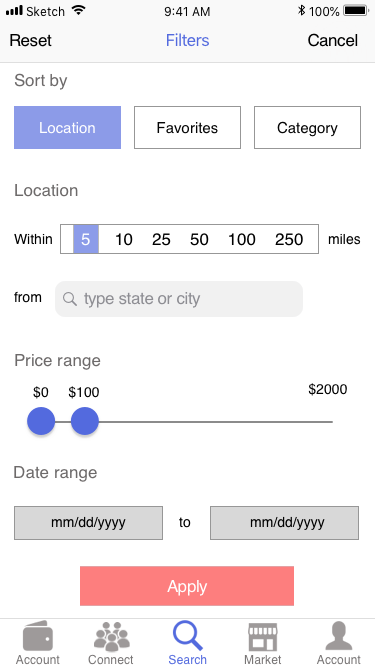 Sketch 9:41 AM 100%
Reset Filters Cancel
Sort by
Location Favorites Category
Location
Within 5 10 25 50 100 250 miles
from type state or city
Price range
$0 $100 $2000
Date range
mm/dd/yyyy to mm/dd/yyyy
Apply
Account Connect Search Market Account